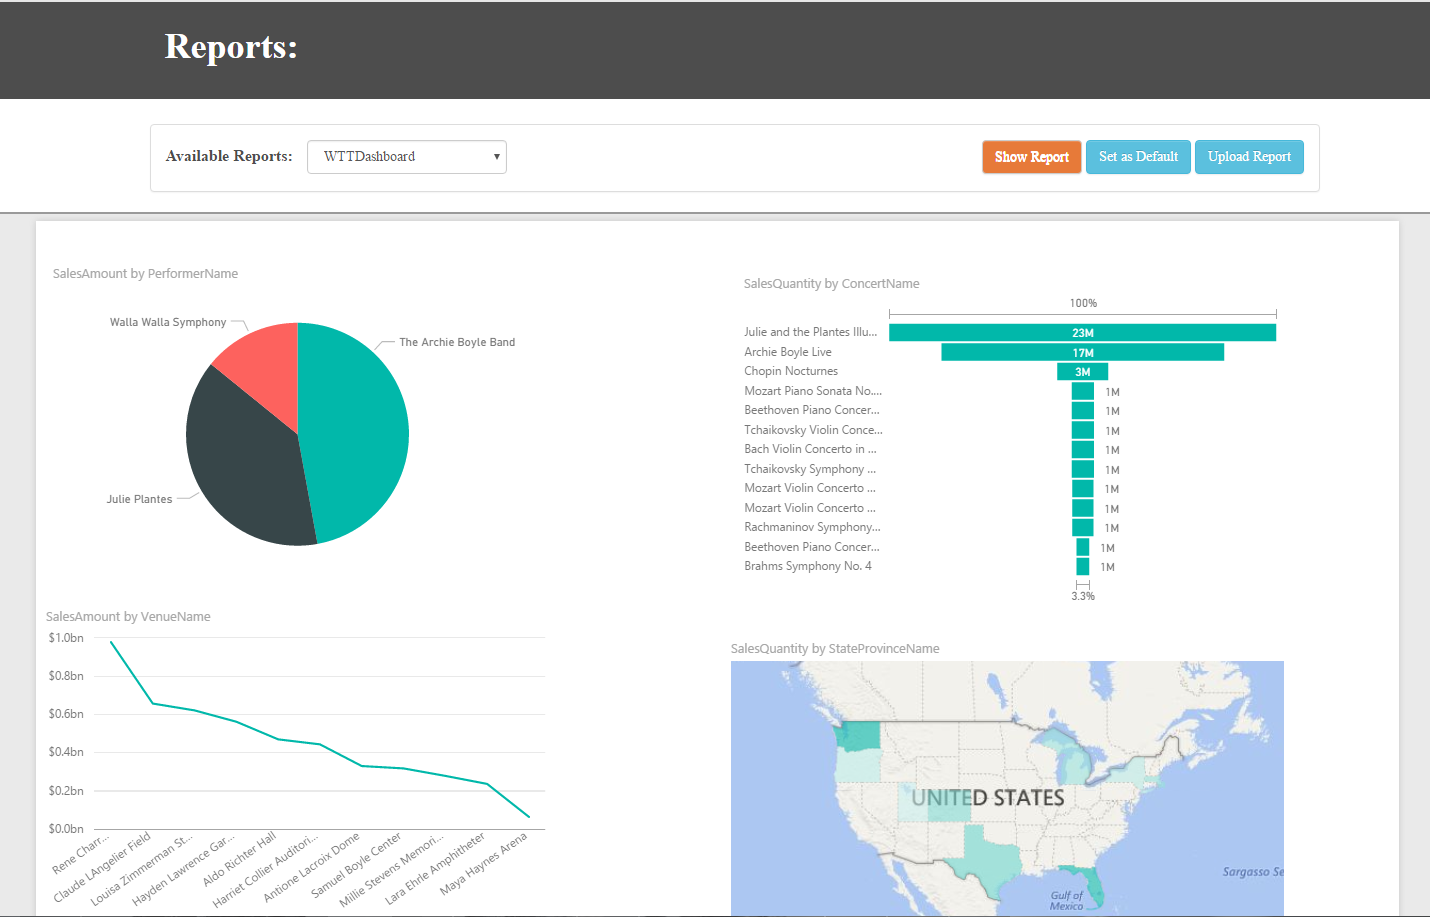 Reports:
Available Reports:
WTTDashboard
Show Report
Set as Default
Upload Report
SalesAmount by PerformerName
Walla Walla Symphony
The Archie Boyle Band
Julie Plantes
SalesQuantity by ConcertName
100%
Julie and the Plantes Illu...
23M
Archie Boyle Live
17M
Chopin Nocturnes
3M
Mozart Piano Sonata No....
1M
Beethoven Piano Concer...
1M
Tchaikovsky Violin Conce...
1M
Bach Violin Concerto in ...
1M
Tchaikovsky Symphony ...
1M
Mozart Violin Concerto ...
1M
Mozart Violin Concerto ...
1M
Rachmaninov Symphony...
1M
Beethoven Piano Concer...
1M
Brahms Symphony No. 4
1M
3.3%
SalesAmount by VenueName
$1.0bn
$0.8bn
$0.6bn
$0.4bn
$0.2bn
$0.0bn
Rene Charr...
Claude LAngelier Field
Louisa Zimmerman St...
Hayden Lawrence Gar...
Aldo Richter Hall
Harriet Collier Auditori...
Antione Lacroix Dome
Samuel Boyle Center
Millie Stevens Memori...
Lara Ehrle Amphitheter
Maya Haynes Arena
SalesQuantity by StateProvinceName
UNITED STATES
Gulf of
Mexico
Sargasso Se